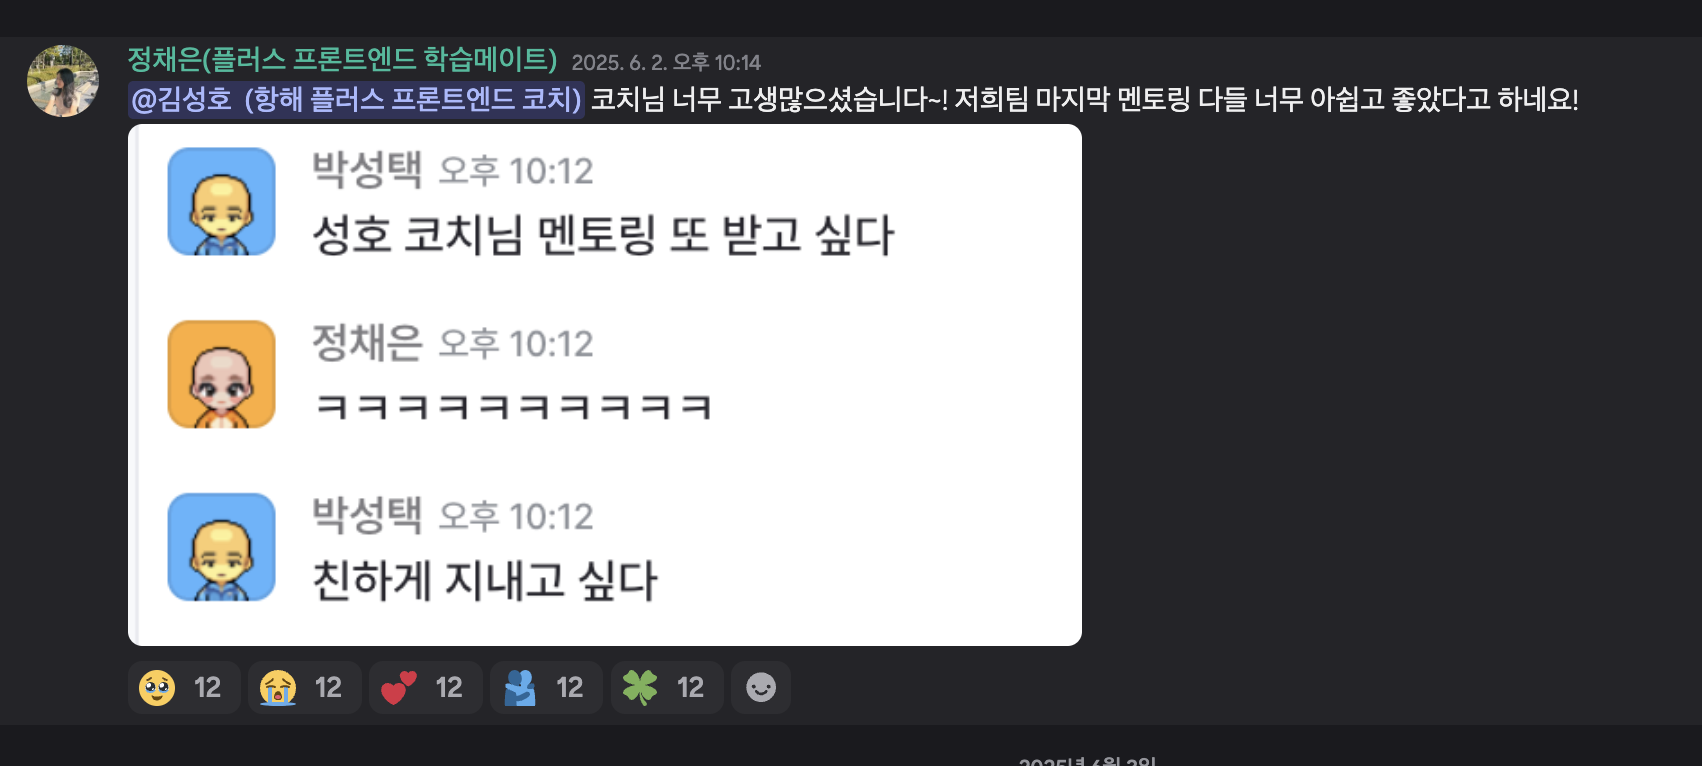 정채은(플러스 프론트엔드 학습메이트) 2025. 6. 2. 오후 10:14
@김성호 (항해 플러스 프론트엔드 코치) 코치님 너무 고생많으셨습니다~! 저희팀 마지막 멘토링 다들 너무 아쉽고 좋았다고 하네요!
박성택 오후 10:12
성호 코치님 멘토링 또 받고 싶다
정채은 오후 10:12
ㅋㅋㅋㅋㅋㅋㅋㅋㅋㅋ
박성택 오후 10:12
친하게 지내고 싶다
12 12 12 12 12